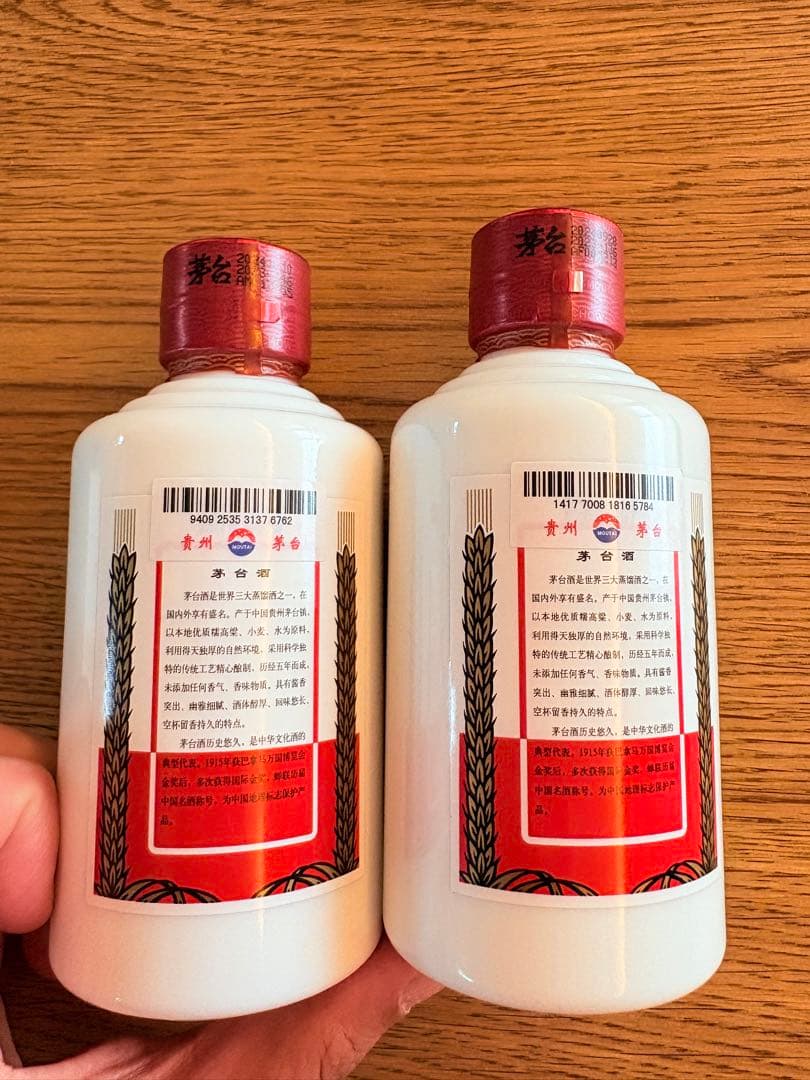 茅台
茅台
9409 2535 3137 6762
贵州 MOUTAI 茅台
茅台酒
茅台酒是世界三大蒸馏酒之一，在
国内外享有盛名。产于中国贵州茅台镇，
以本地优质糯高粱、小麦、水为原料，
利用得天独厚的自然环境，采用科学独
特的传统工艺精心酿制，历经五年而成，
未添加任何香气、香味物质。具有酱香
突出、幽雅细腻、酒体醇厚、回味悠长、
空杯留香持久的特点。
茅台酒历史悠久，是中华文化酒的
典型代表。1915年获巴拿马万国博览会
金奖后，多次获得国际金奖，蝉联历届
中国名酒称号，为中国地理标志保护产
品。
1417 7008 1816 5784
贵州 MOUTAI 茅台
茅台酒
茅台酒是世界三大蒸馏酒之一，在
国内外享有盛名。产于中国贵州茅台镇，
以本地优质糯高粱、小麦、水为原料，
利用得天独厚的自然环境，采用科学独
特的传统工艺精心酿制，历经五年而成，
未添加任何香气、香味物质。具有酱香
突出、幽雅细腻、酒体醇厚、回味悠长、
空杯留香持久的特点。
茅台酒历史悠久，是中华文化酒的
典型代表。1915年获巴拿马万国博览会
金奖后，多次获得国际金奖，蝉联历届
中国名酒称号，为中国地理标志保护产
品。